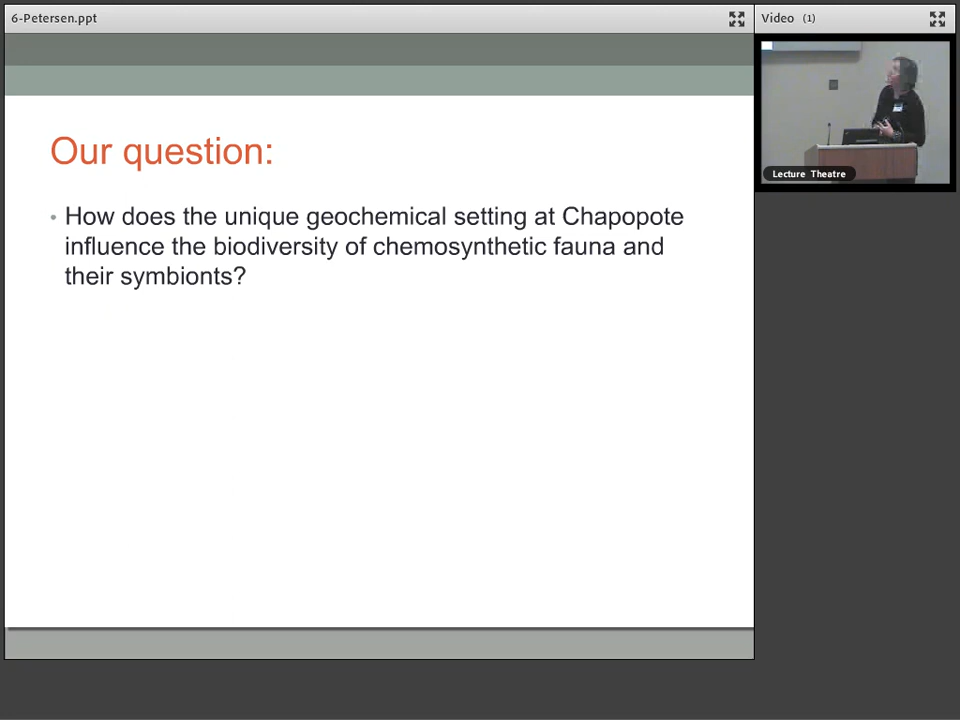 6-Petersen.ppt
Video (1)
Our question:
• How does the unique geochemical setting at Chapopote
influence the biodiversity of chemosynthetic fauna and
their symbionts?
Lecture Theatre